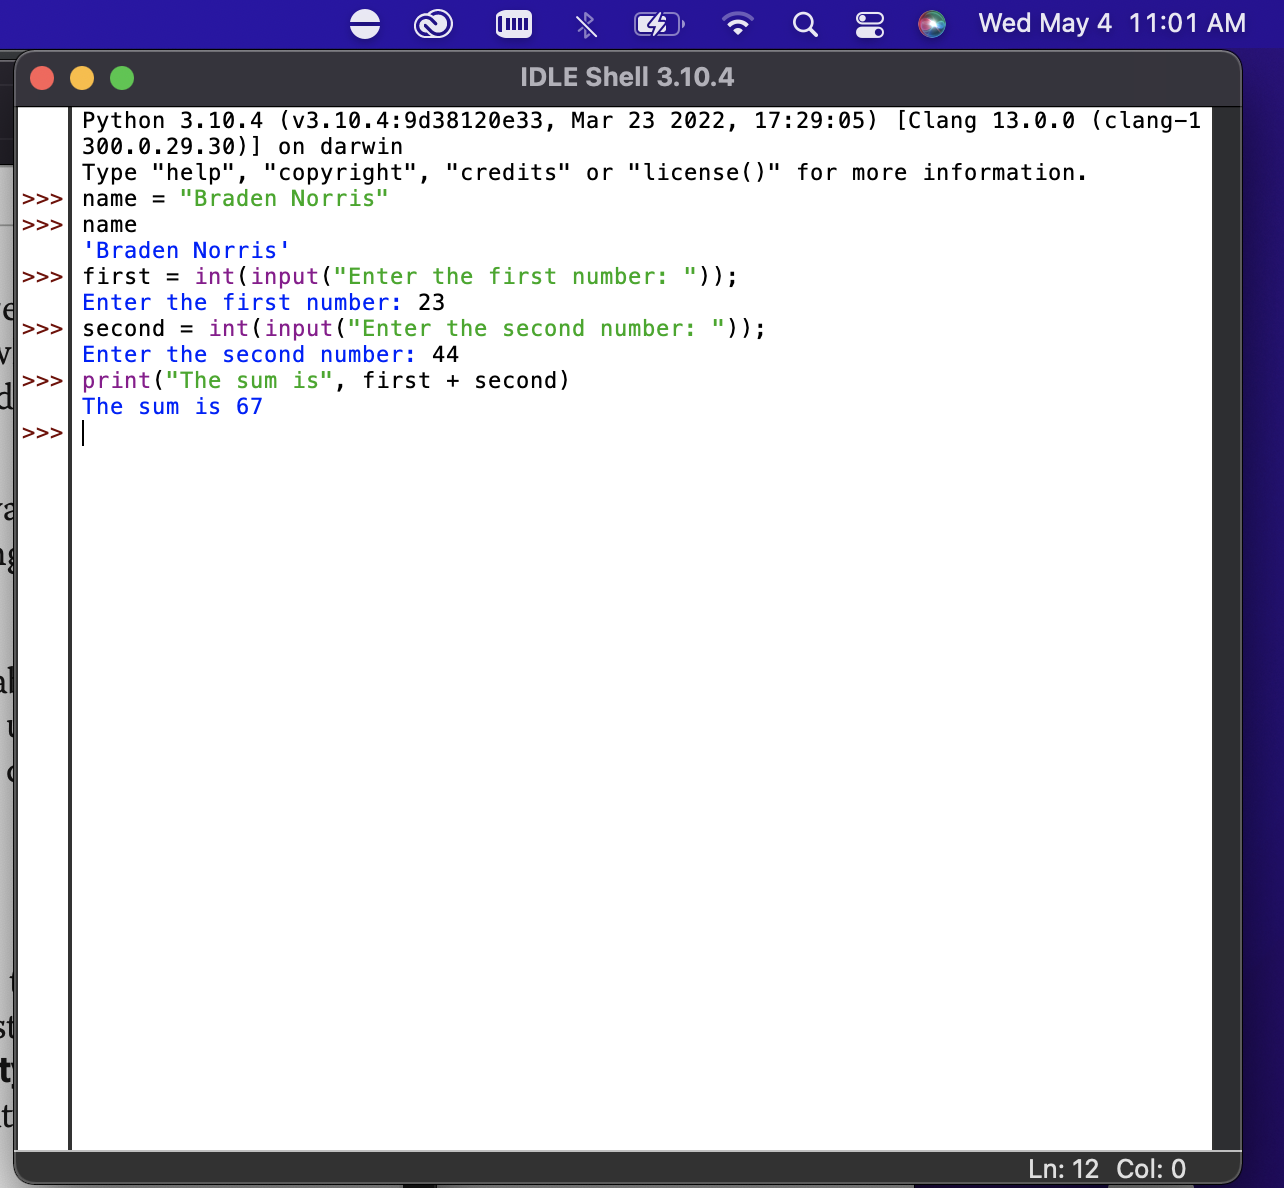 Wed May 4 11:01 AM
IDLE Shell 3.10.4
Python 3.10.4 (v3.10.4:9d38120e33, Mar 23 2022, 17:29:05) [Clang 13.0.0 (clang-1
300.0.29.30)] on darwin
Type "help", "copyright", "credits" or "license()" for more information.
>>> name = "Braden Norris"
>>> name
'Braden Norris'
>>> first = int(input("Enter the first number: "));
Enter the first number: 23
>>> second = int(input("Enter the second number: "));
Enter the second number: 44
>>> print("The sum is", first + second)
The sum is 67
>>>
Ln: 12 Col: 0